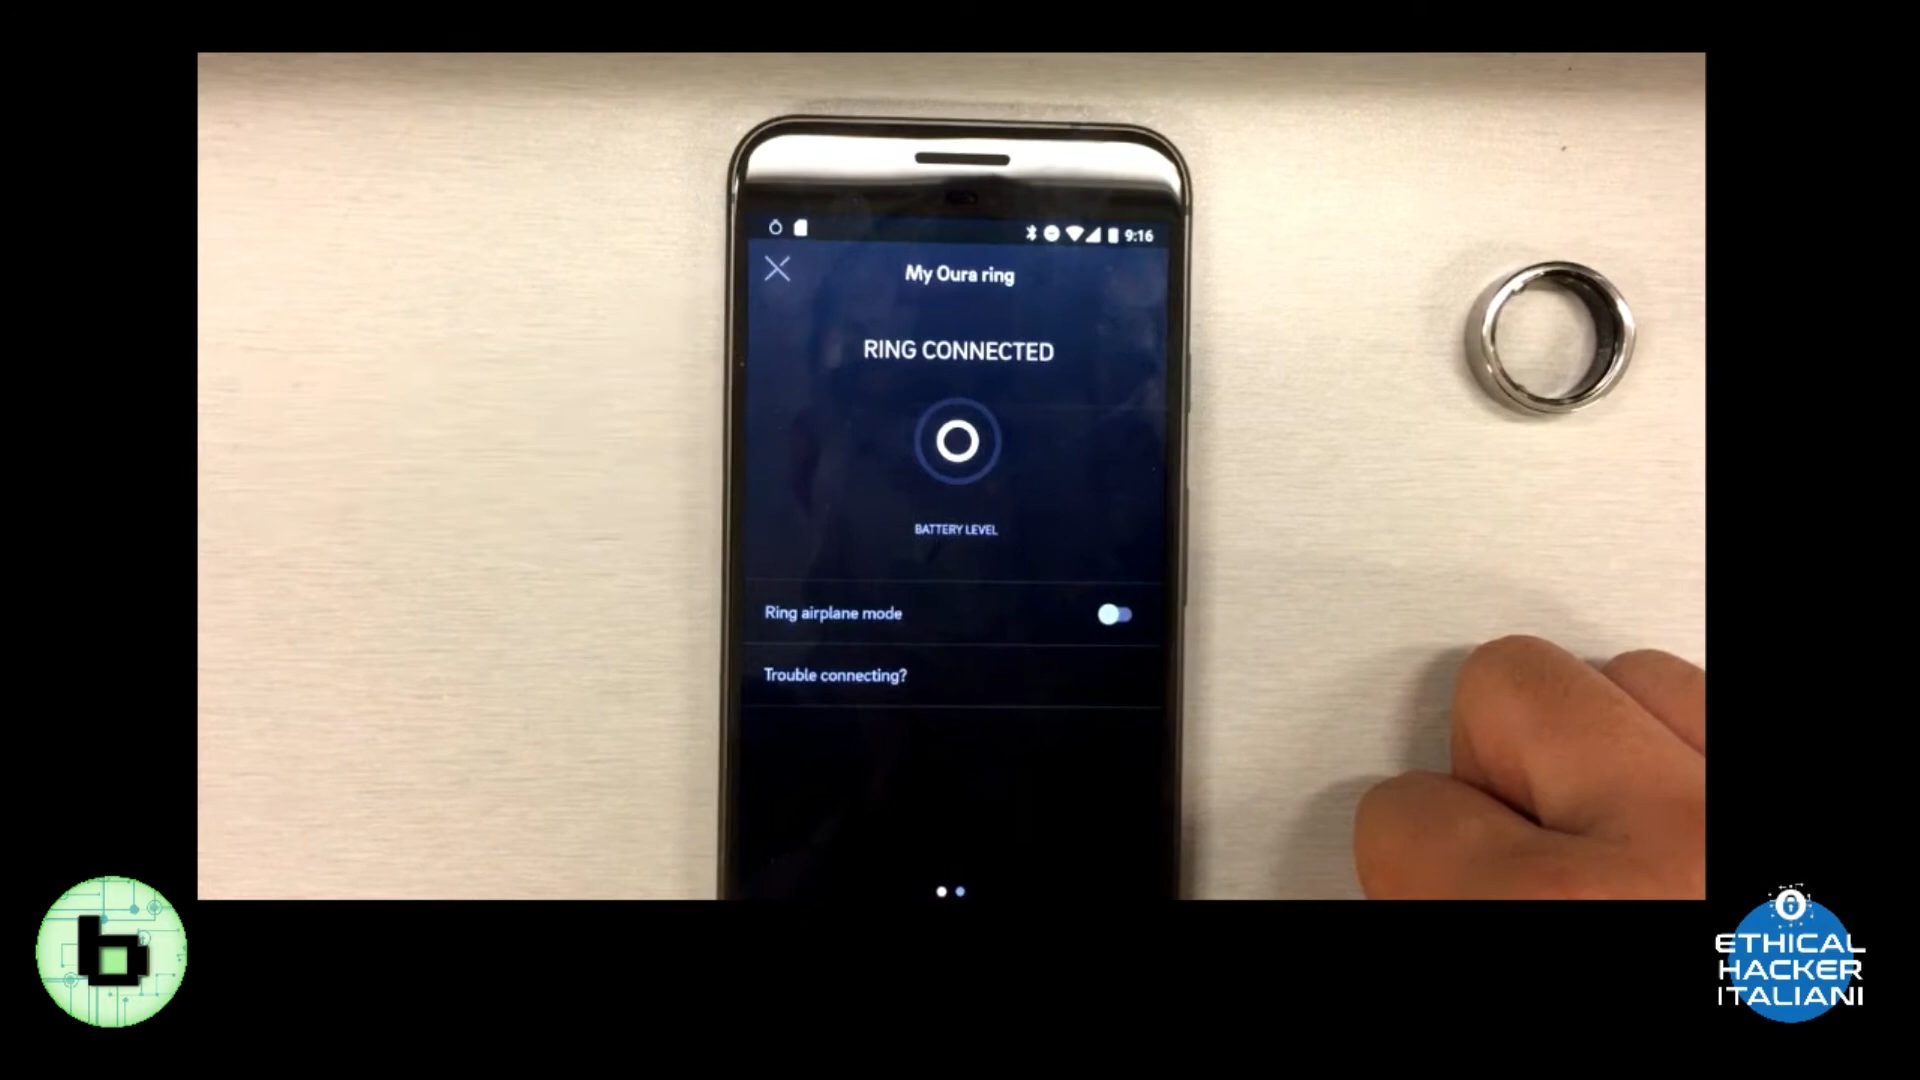 9:16
My Oura ring
RING CONNECTED
BATTERY LEVEL
Ring airplane mode
Trouble connecting?
b
ETHICAL
HACKER
ITALIANI